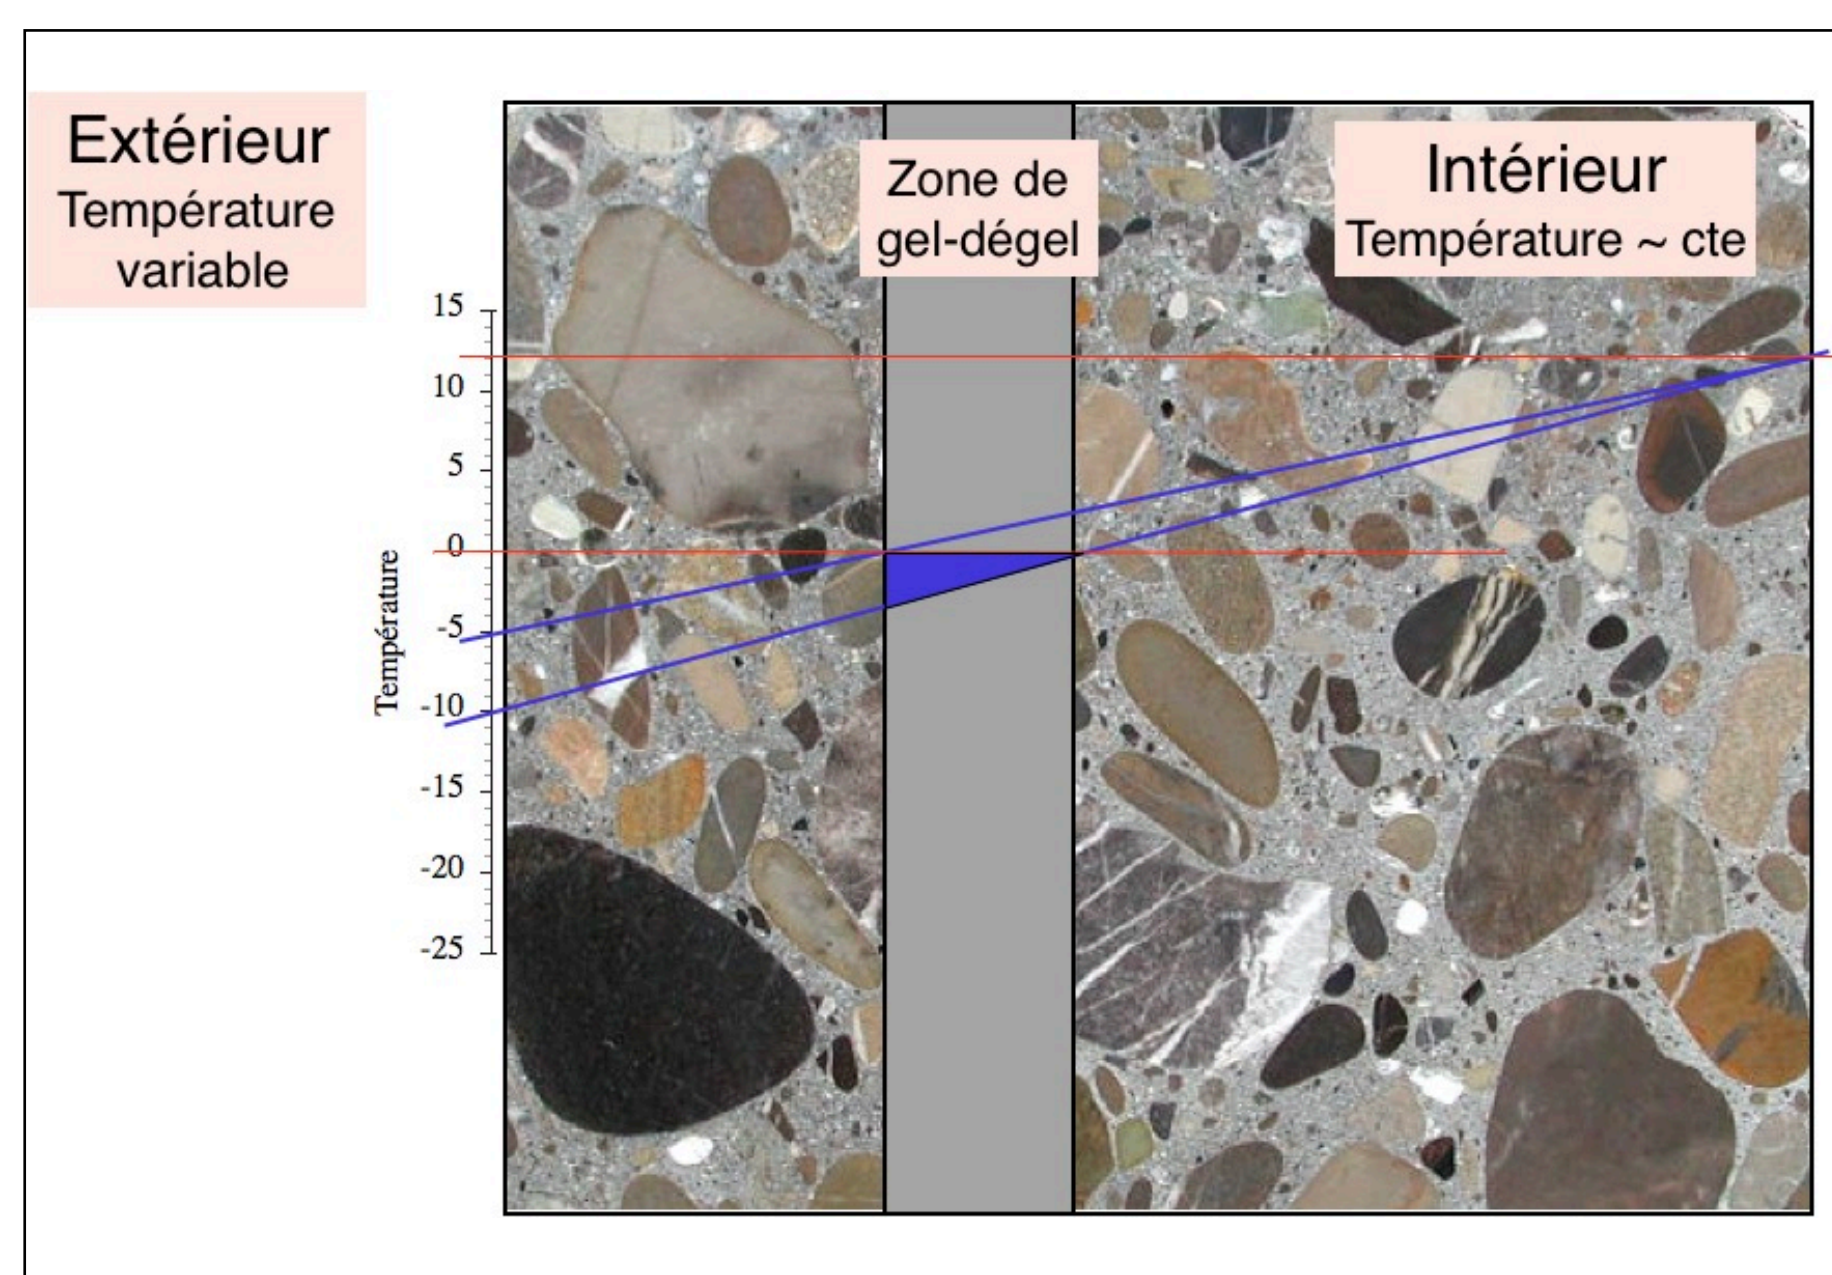 Extérieur
Température
variable
Zone de
gel-dégel
Intérieur
Température ~ cte
15
10
5
0
-5
-10
-15
-20
-25
Température